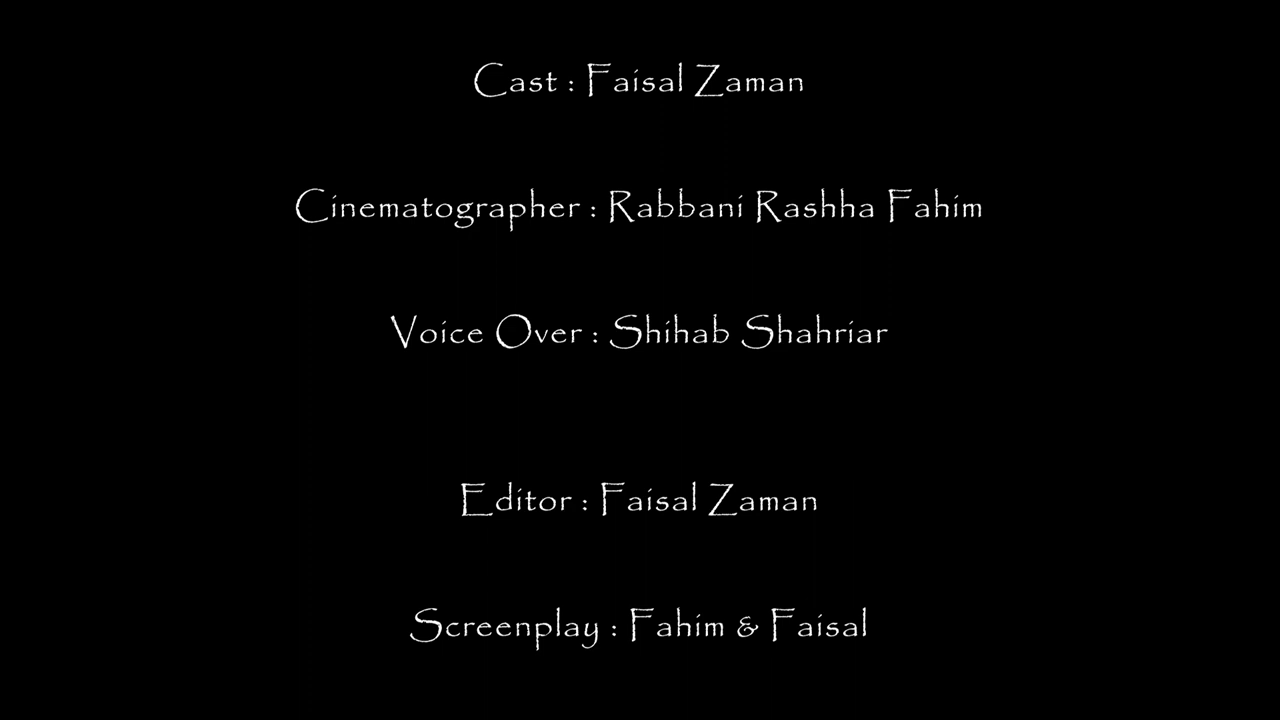 Cast : Faisal Zaman
Cinematographer : Rabbani Rashha Fahim
Voice Over : Shihab Shahriar
Editor : Faisal Zaman
Screenplay : Fahim & Faisal